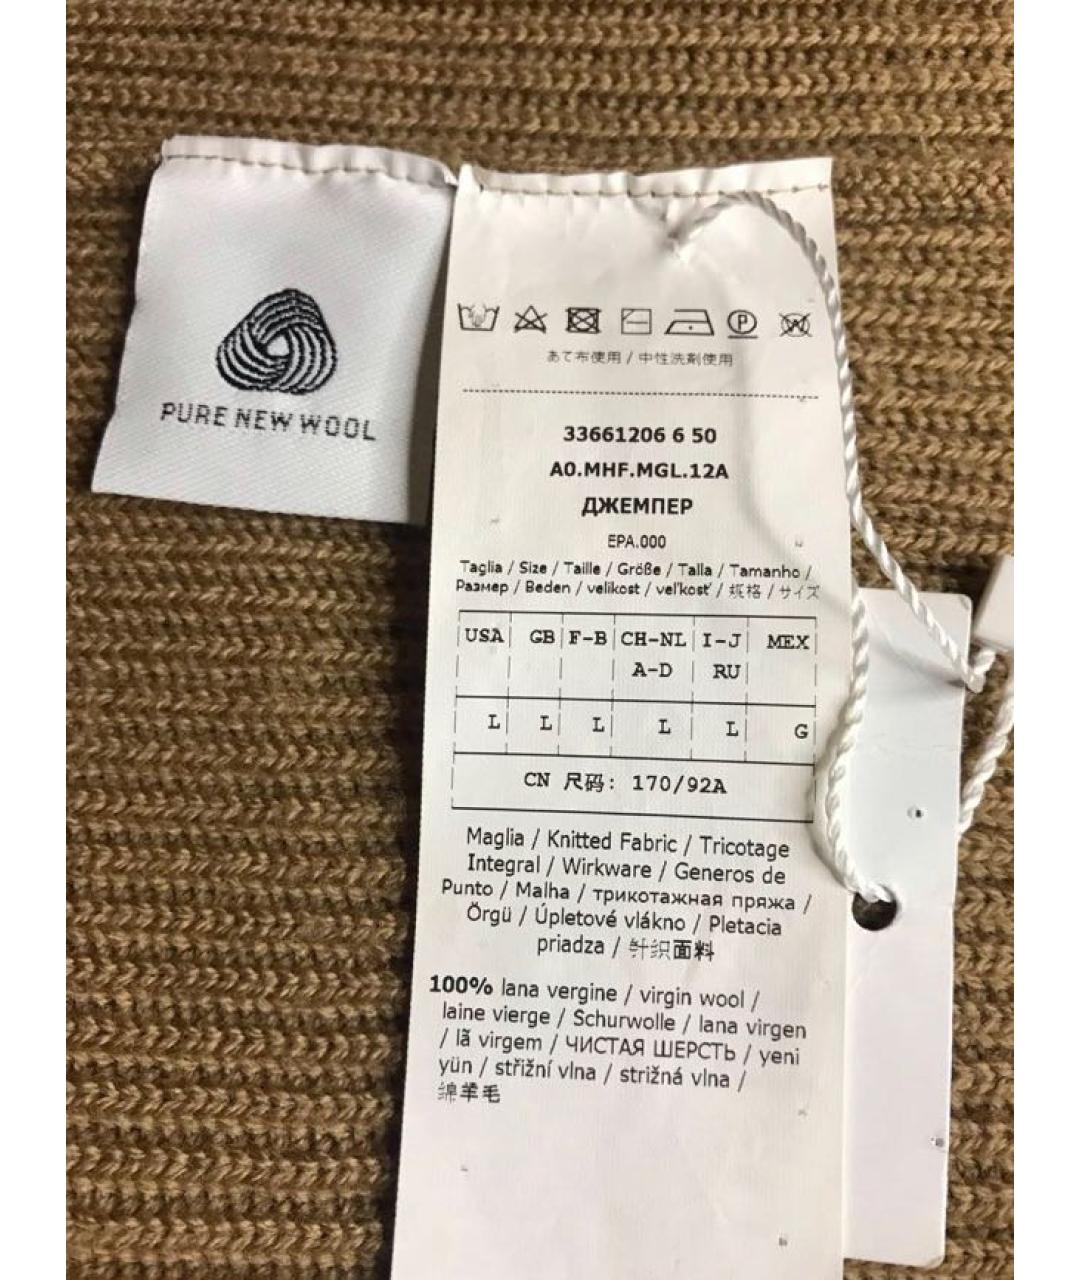 PURE NEW WOOL
P
W
あて布使用 / 中性洗剤使用
33661206 6 50
A0.MHF.MGL.12A
ДЖЕМПЕР
EPA.000
Taglia / Size / Taille / Größe / Talla / Tamanho /
Размер / Beden / velikost / veľkosť / 规格 / サイズ
USA GB F-B CH-NL I-J MEX
A-D RU
L L L L L G
CN 尺码: 170/92A
Maglia / Knitted Fabric / Tricotage
Integral / Wirkware / Generos de
Punto / Malha / трикотажная пряжа /
Örgü / Úpletové vlákno / Pletacia
priadza / 针织面料
100% lana vergine / virgin wool /
laine vierge / Schurwolle / lana virgen
/ lã virgem / ЧИСТАЯ ШЕРСТЬ / yeni
yün / střižní vlna / strižná vlna /
绵羊毛